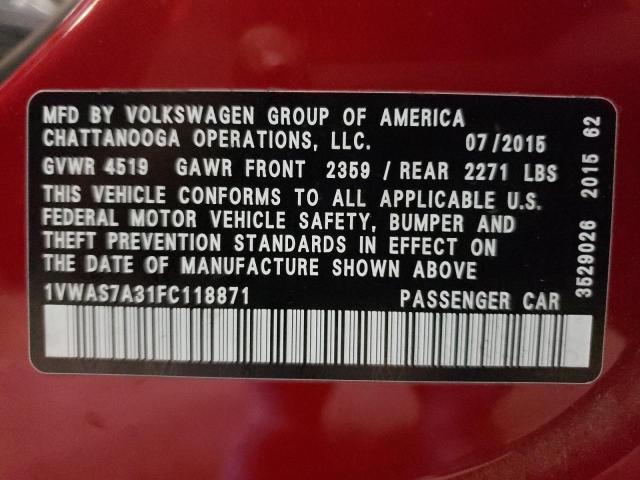 MFD BY VOLKSWAGEN GROUP OF AMERICA
CHATTANOOGA OPERATIONS, LLC. 07/2015
GVWR 4519 GAWR FRONT 2359 / REAR 2271 LBS
THIS VEHICLE CONFORMS TO ALL APPLICABLE U.S.
FEDERAL MOTOR VEHICLE SAFETY, BUMPER AND
THEFT PREVENTION STANDARDS IN EFFECT ON
THE DATE OF MANUFACTURE SHOWN ABOVE
1VWAS7A31FC118871 PASSENGER CAR
3529026 2015 62